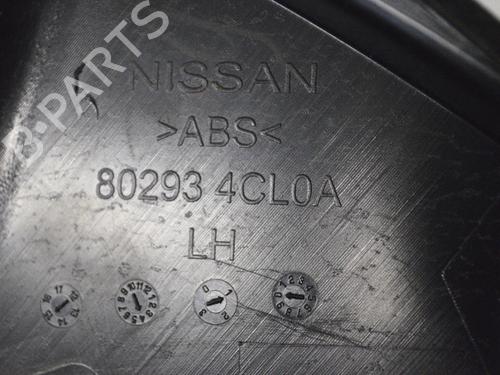 B-PARTS
NISSAN
>ABS<
80293 4CL0A
LH